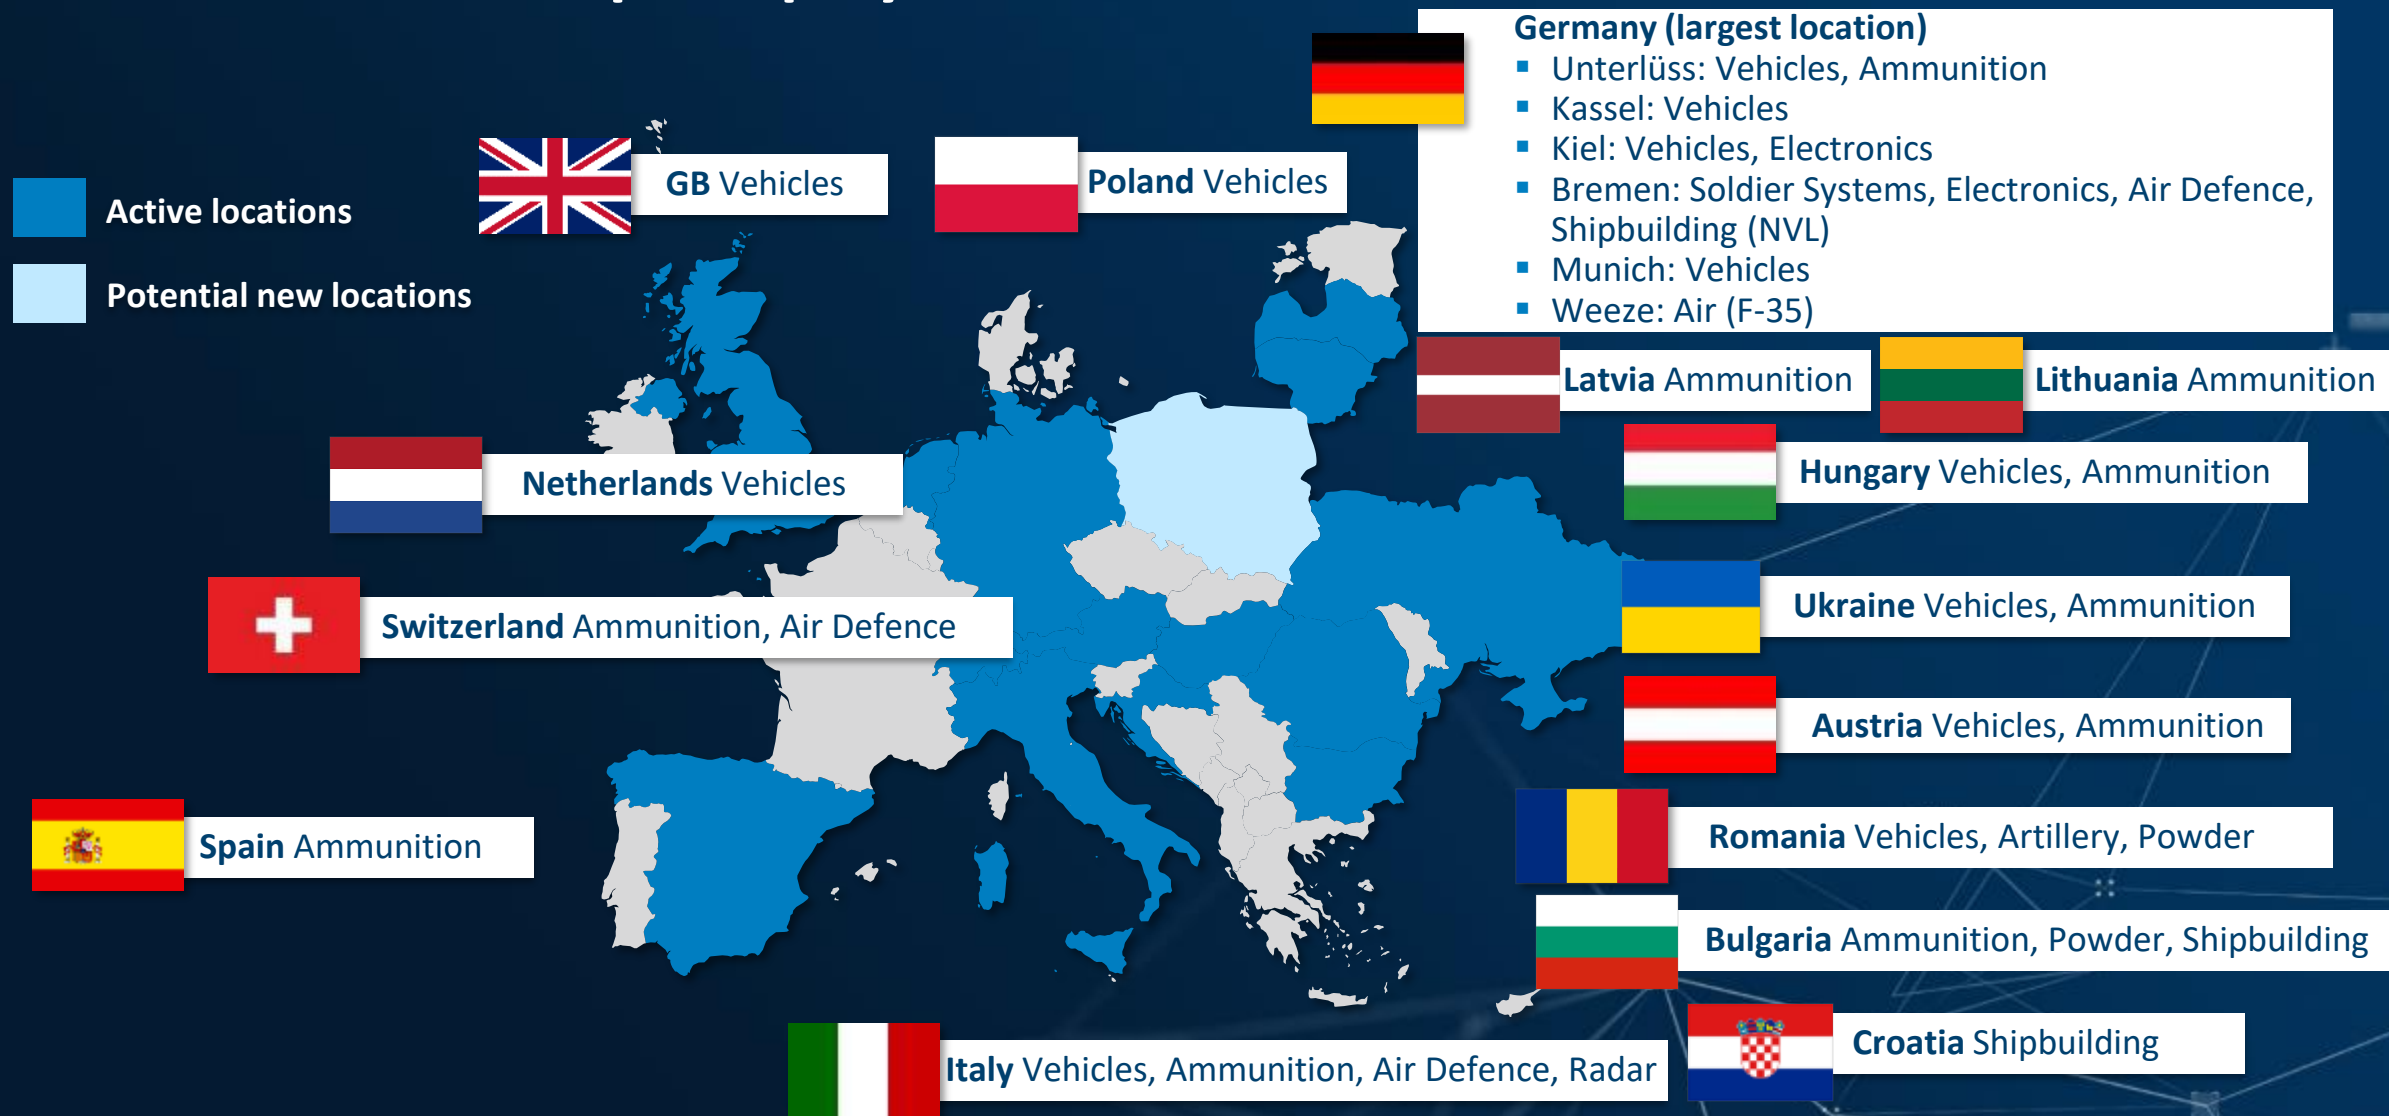 Germany (largest location)
▪ Unterlüss: Vehicles, Ammunition
▪ Kassel: Vehicles
▪ Kiel: Vehicles, Electronics
▪ Bremen: Soldier Systems, Electronics, Air Defence,
Shipbuilding (NVL)
▪ Munich: Vehicles
▪ Weeze: Air (F-35)
GB Vehicles
Poland Vehicles
Active locations
Potential new locations
Latvia Ammunition
Lithuania Ammunition
Netherlands Vehicles
Hungary Vehicles, Ammunition
Switzerland Ammunition, Air Defence
Ukraine Vehicles, Ammunition
Austria Vehicles, Ammunition
Spain Ammunition
Romania Vehicles, Artillery, Powder
Bulgaria Ammunition, Powder, Shipbuilding
Croatia Shipbuilding
Italy Vehicles, Ammunition, Air Defence, Radar